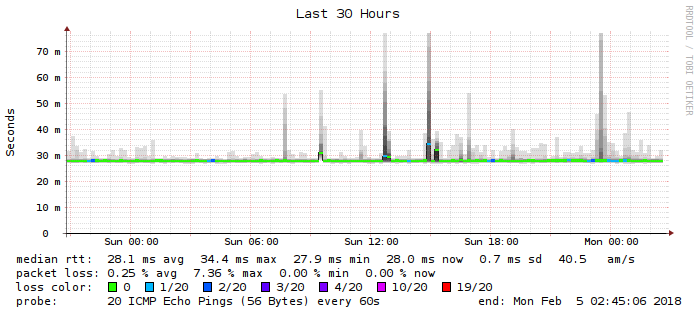 Last 30 Hours
RRDTOOL / TOBI OETIKER
Seconds
70 m
60 m
50 m
40 m
30 m
20 m
10 m
0
Sun 00:00 Sun 06:00 Sun 12:00 Sun 18:00 Mon 00:00
median rtt: 28.1 ms avg 34.4 ms max 27.9 ms min 28.0 ms now 0.7 ms sd 40.5 am/s
packet loss: 0.25 % avg 7.36 % max 0.00 % min 0.00 % now
loss color: 0 1/20 2/20 3/20 4/20 10/20 19/20
probe: 20 ICMP Echo Pings (56 Bytes) every 60s end: Mon Feb 5 02:45:06 2018